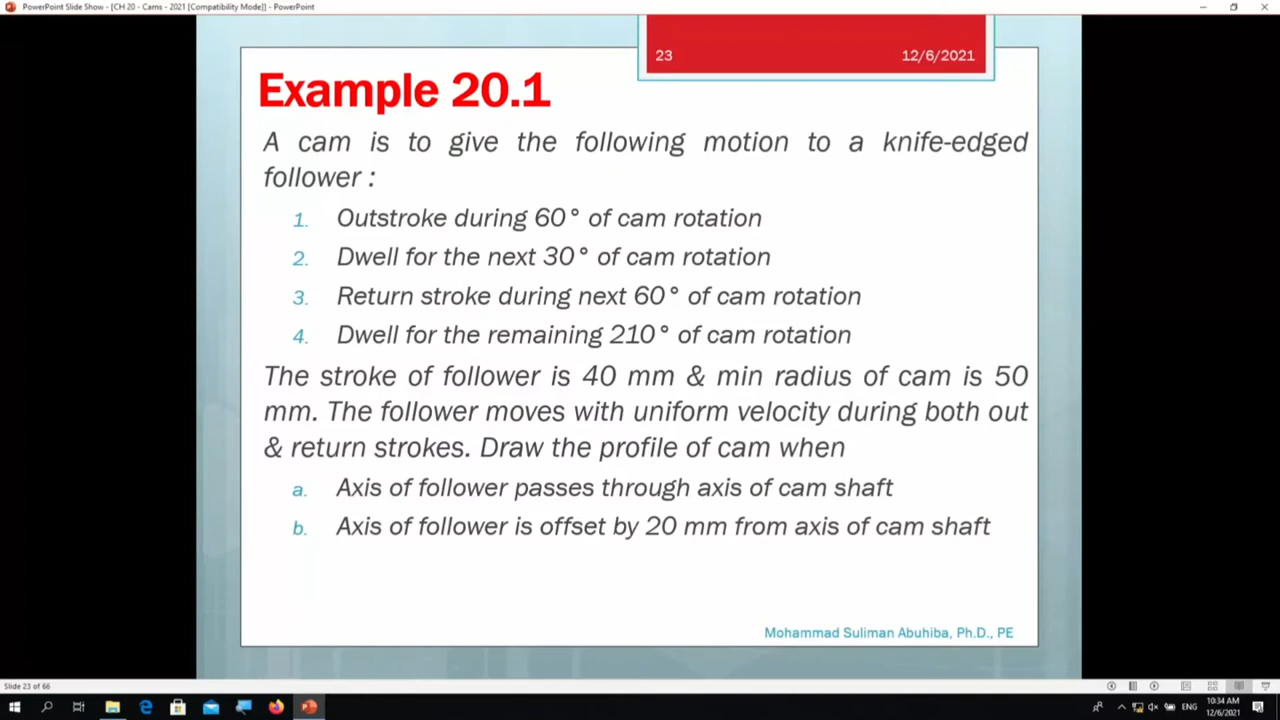 PowerPoint Slide Show - [CH 20 - Cams - 2021 [Compatibility Mode]] - PowerPoint
23 12/6/2021
Example 20.1
A cam is to give the following motion to a knife-edged
follower :
1. Outstroke during 60° of cam rotation
2. Dwell for the next 30° of cam rotation
3. Return stroke during next 60° of cam rotation
4. Dwell for the remaining 210° of cam rotation
The stroke of follower is 40 mm & min radius of cam is 50
mm. The follower moves with uniform velocity during both out
& return strokes. Draw the profile of cam when
a. Axis of follower passes through axis of cam shaft
b. Axis of follower is offset by 20 mm from axis of cam shaft
Mohammad Suliman Abuhiba, Ph.D., PE
Slide 23 of 66
ENG
10:34 AM
12/6/2021